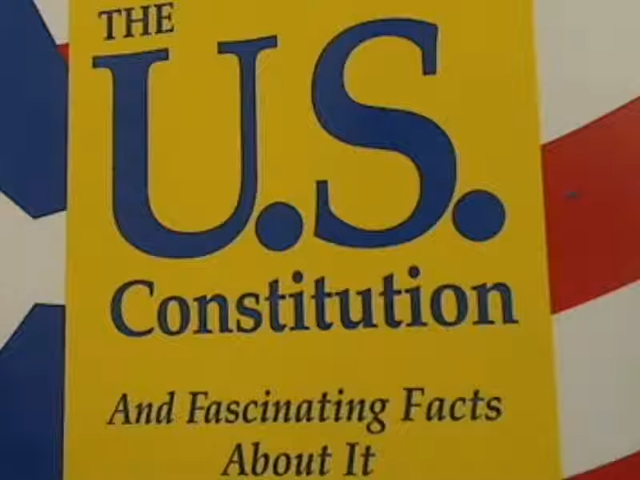 THE
U.S.
Constitution
And Fascinating Facts
About It